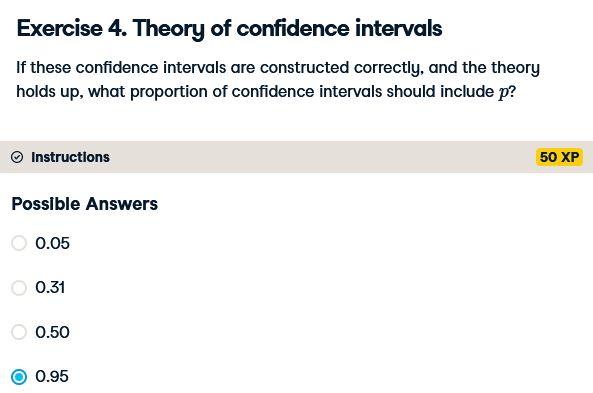 Exercise 4. Theory of confidence intervals
If these confidence intervals are constructed correctly, and the theory
holds up, what proportion of confidence intervals should include p?
Instructions
50 XP
Possible Answers
0.05
0.31
0.50
0.95